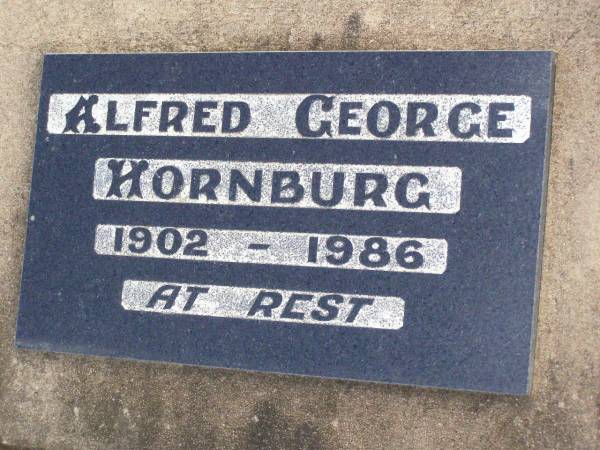 ALFRED GEORGE
HORNBURG
1902 - 1986
AT REST